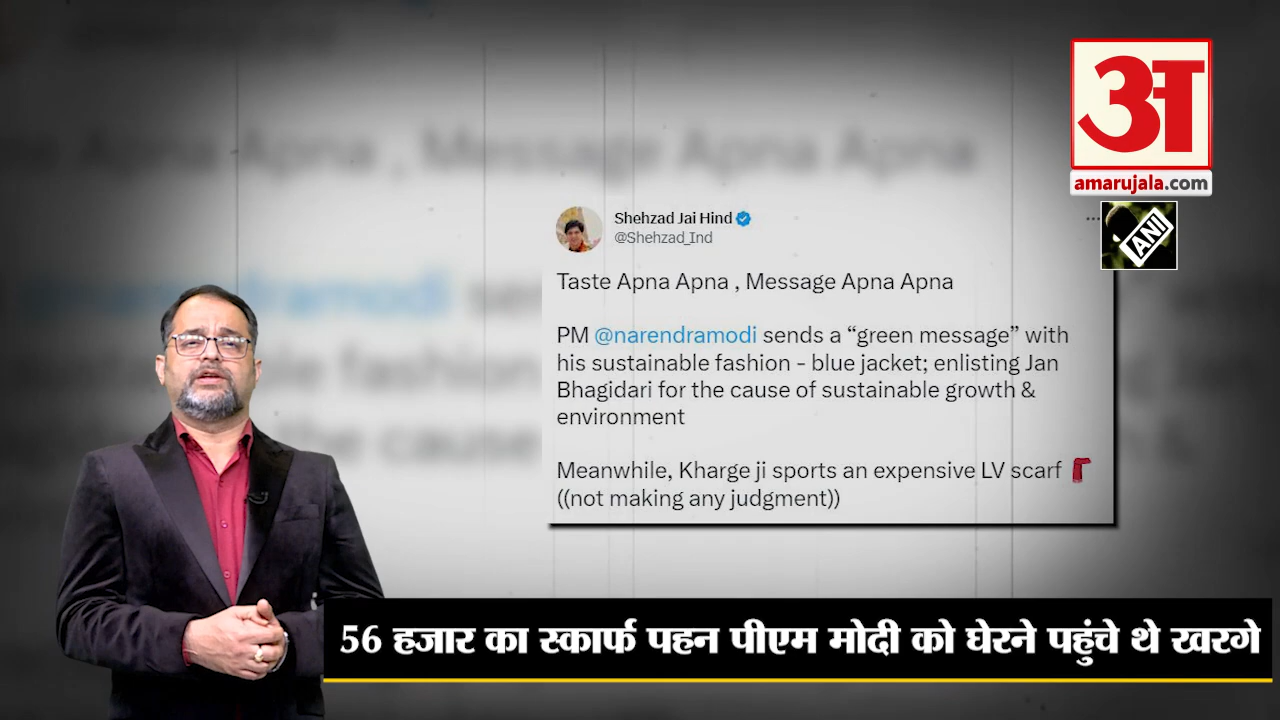 अ
amarujala.com
ANI
Shehzad Jai Hind
@Shehzad_Ind
Taste Apna Apna , Message Apna Apna
PM @narendramodi sends a “green message” with
his sustainable fashion - blue jacket; enlisting Jan
Bhagidari for the cause of sustainable growth &
environment
Meanwhile, Kharge ji sports an expensive LV scarf 🧣
((not making any judgment))
56 हजार का स्कार्फ पहन पीएम मोदी को घेरने पहुंचे थे खरगे